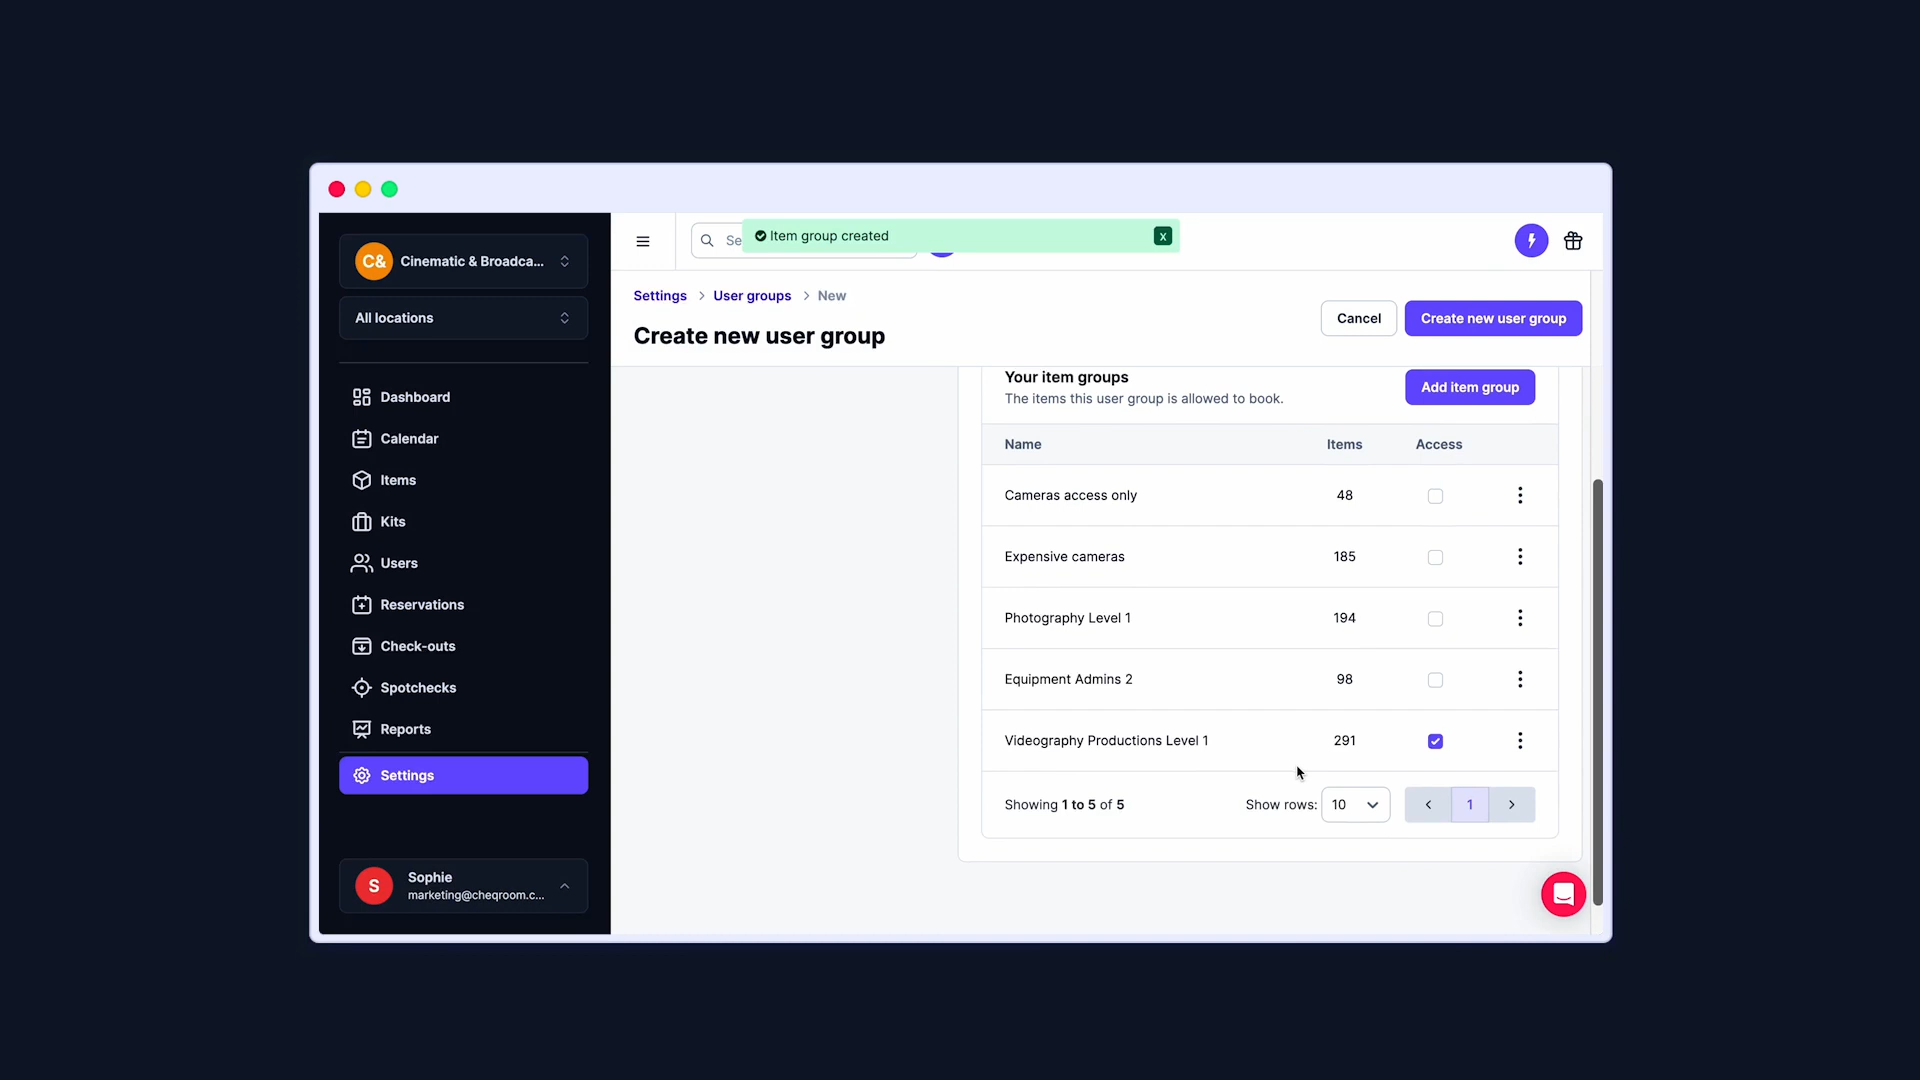 C& Cinematic & Broadca...
All locations
Dashboard
Calendar
Items
Kits
Users
Reservations
Check-outs
Spotchecks
Reports
Settings
S
Sophie
marketing@cheqroom.c...
Se
Item group created
x
Settings > User groups > New
Create new user group
Cancel
Create new user group
Your item groups
The items this user group is allowed to book.
Add item group
Name Items Access
Cameras access only 48
Expensive cameras 185
Photography Level 1 194
Equipment Admins 2 98
Videography Productions Level 1 291
Showing 1 to 5 of 5
Show rows: 10
1